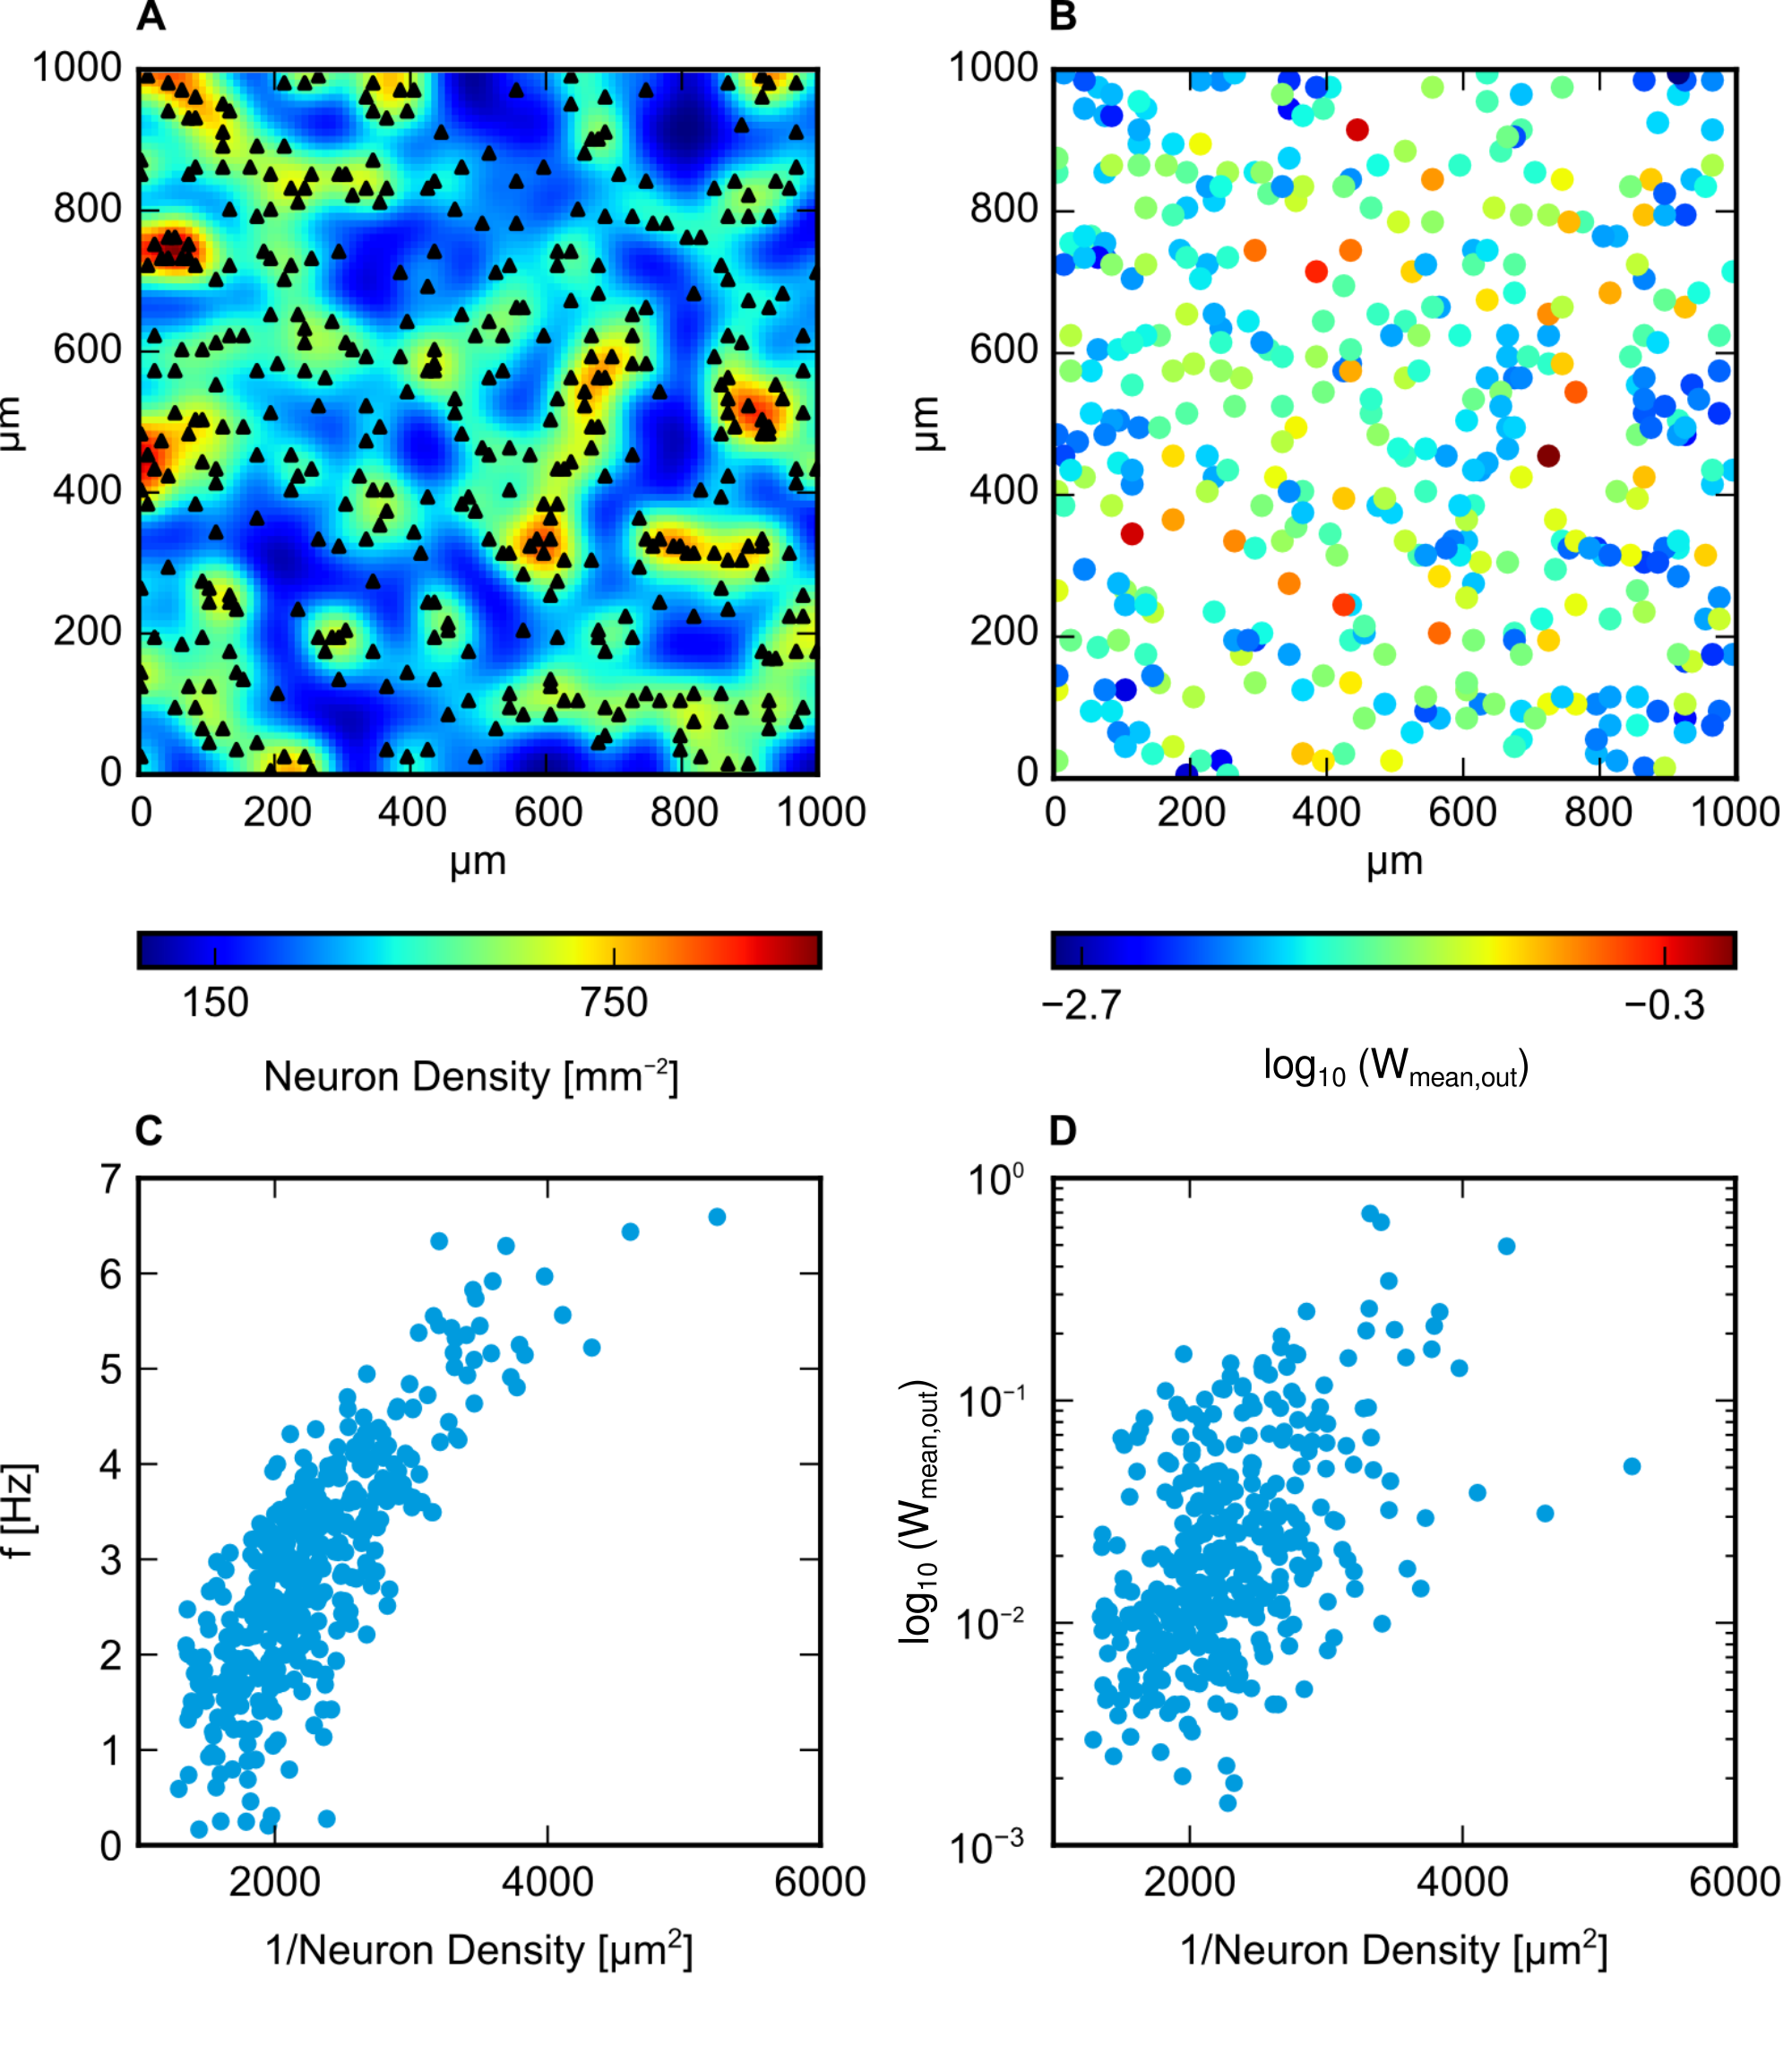 A
B
1000
800
600
400
200
0
µm
0 200 400 600 800 1000
µm
1000
800
600
400
200
0
µm
0 200 400 600 800 1000
µm
150 750
Neuron Density [mm⁻²]
−2.7 −0.3
log₁₀ (W_mean,out)
C
D
7
6
5
4
3
2
1
0
f [Hz]
2000 4000 6000
1/Neuron Density [µm²]
10⁰
10⁻¹
10⁻²
10⁻³
log₁₀ (W_mean,out)
2000 4000 6000
1/Neuron Density [µm²]